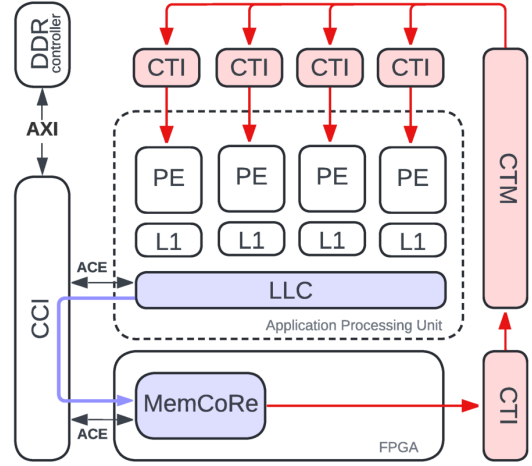 DDR
controller
AXI
CTI
CTI
CTI
CTI
PE
PE
PE
PE
L1
L1
L1
L1
ACE
LLC
Application Processing Unit
CTM
CCI
MemCoRe
ACE
FPGA
CTI